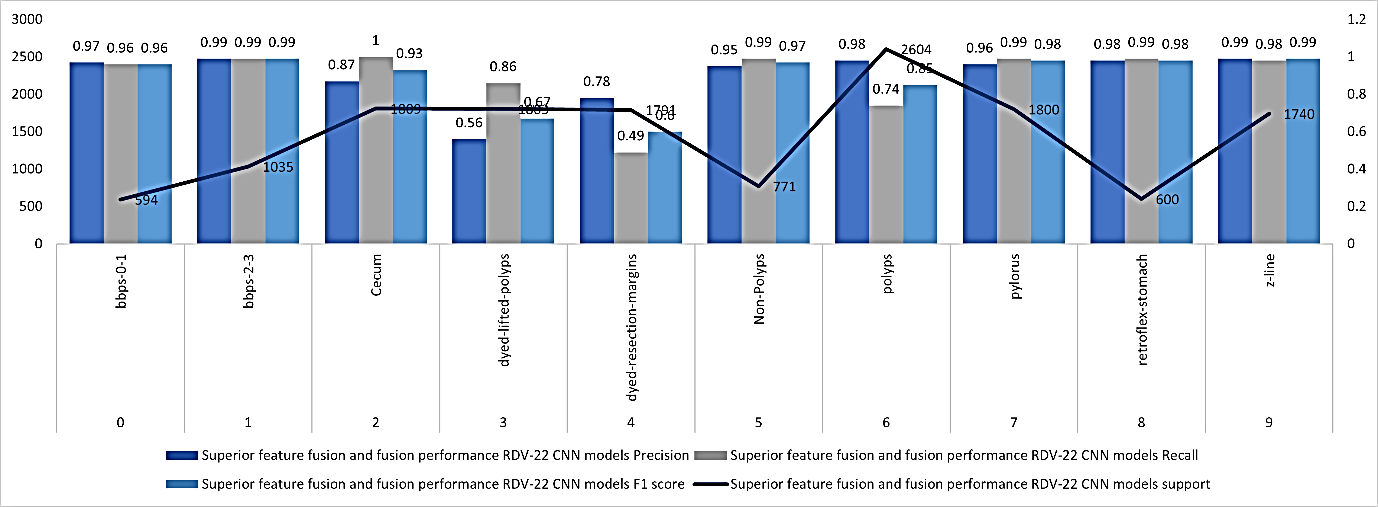 3000
2500
2000
1500
1000
500
0
1.2
1
0.8
0.6
0.4
0.2
0
0.97 0.96 0.96
594
0.99 0.99 0.99
1035
0.87 1 0.93
1809
0.56 0.86 0.67
0.78 0.49 0.6
1791
0.95 0.99 0.97
771
0.98 0.74 0.85
2604
0.96 0.99 0.98
1800
0.98 0.99 0.98
600
0.99 0.98 0.99
1740
bbps-0-1
bbps-2-3
Cecum
dyed-lifted-polyps
dyed-resection-margins
Non-Polyps
polyps
pylorus
retroflex-stomach
z-line
0 1 2 3 4 5 6 7 8 9
Superior feature fusion and fusion performance RDV-22 CNN models Precision
Superior feature fusion and fusion performance RDV-22 CNN models Recall
Superior feature fusion and fusion performance RDV-22 CNN models F1 score
Superior feature fusion and fusion performance RDV-22 CNN models support